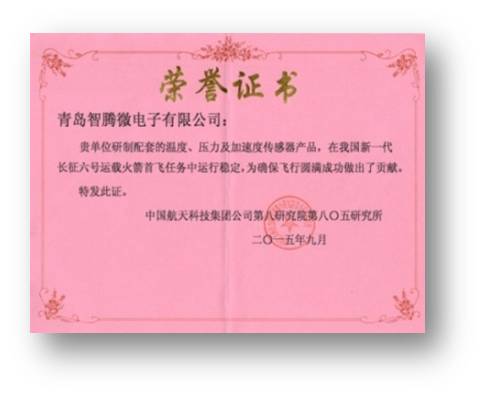 荣誉证书
青岛智腾微电子有限公司：
贵单位研制配套的温度、压力及加速度传感器产品，在我国新一代
长征六号运载火箭首飞任务中运行稳定，为确保飞行圆满成功做出了贡献。
特发此证。
中国航天科技集团公司第八研究院第八〇五研究所
二〇一五年九月